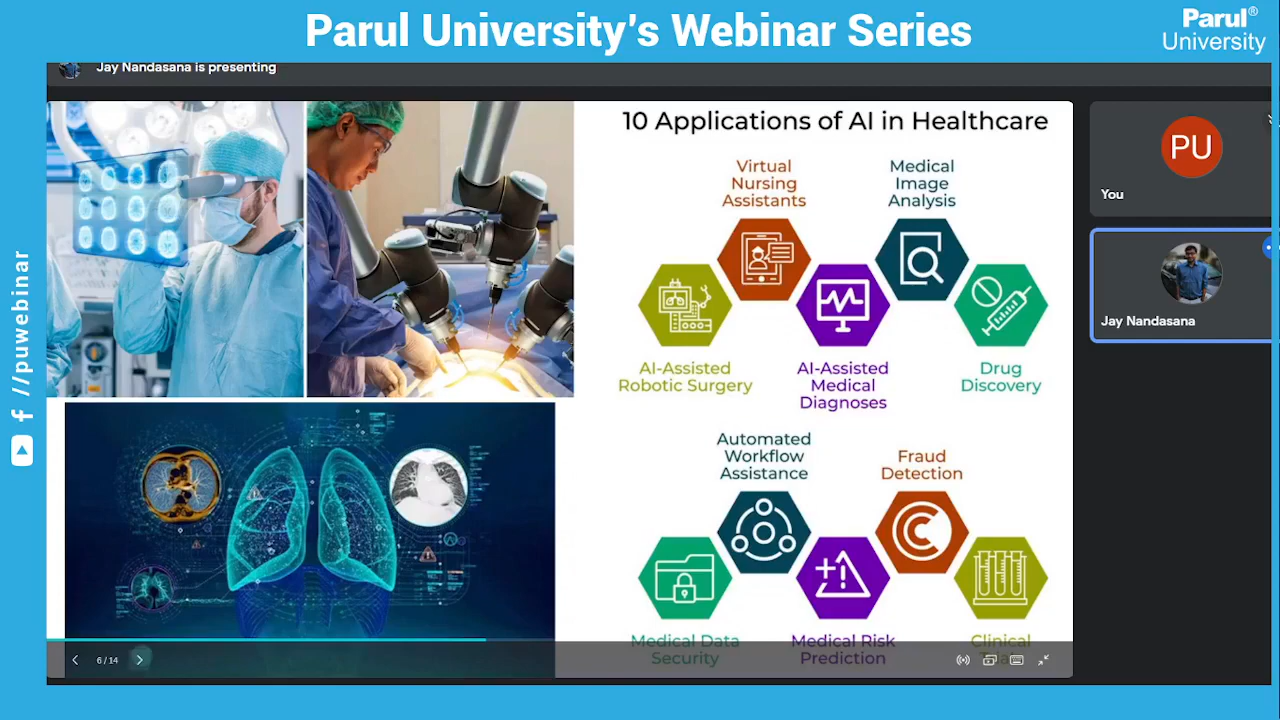 Parul University's Webinar Series
Parul®
University
Jay Nandasana is presenting
10 Applications of AI in Healthcare
Virtual
Nursing
Assistants
Medical
Image
Analysis
AI-Assisted
Robotic Surgery
AI-Assisted
Medical
Diagnoses
Drug
Discovery
Automated
Workflow
Assistance
Fraud
Detection
Medical Data
Security
Medical Risk
Prediction
Clinical
6 / 14
PU
You
Jay Nandasana
//puwebinar